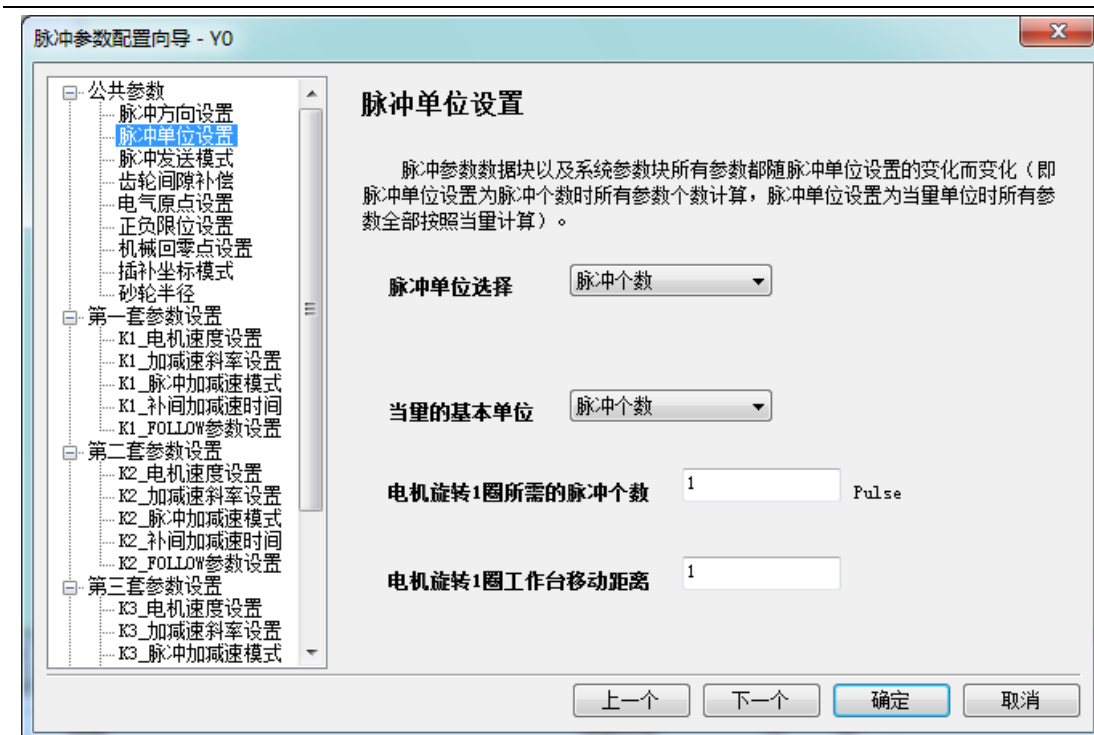 脉冲参数配置向导 - Y0
公共参数
脉冲方向设置
脉冲单位设置
脉冲发送模式
齿轮间隙补偿
电气原点设置
正负限位设置
机械回零点设置
插补坐标模式
砂轮半径
第一套参数设置
K1_电机速度设置
K1_加减速斜率设置
K1_脉冲加减速模式
K1_补间加减速时间
K1_FOLLOW参数设置
第二套参数设置
K2_电机速度设置
K2_加减速斜率设置
K2_脉冲加减速模式
K2_补间加减速时间
K2_FOLLOW参数设置
第三套参数设置
K3_电机速度设置
K3_加减速斜率设置
K3_脉冲加减速模式
脉冲单位设置
脉冲参数数据块以及系统参数块所有参数都随脉冲单位设置的变化而变化（即
脉冲单位设置为脉冲个数时所有参数个数计算，脉冲单位设置为当量单位时所有参
数全部按照当量计算）。
脉冲单位选择 脉冲个数
当量的基本单位 脉冲个数
电机旋转1圈所需的脉冲个数 1 Pulse
电机旋转1圈工作台移动距离 1
上一个 下一个 确定 取消